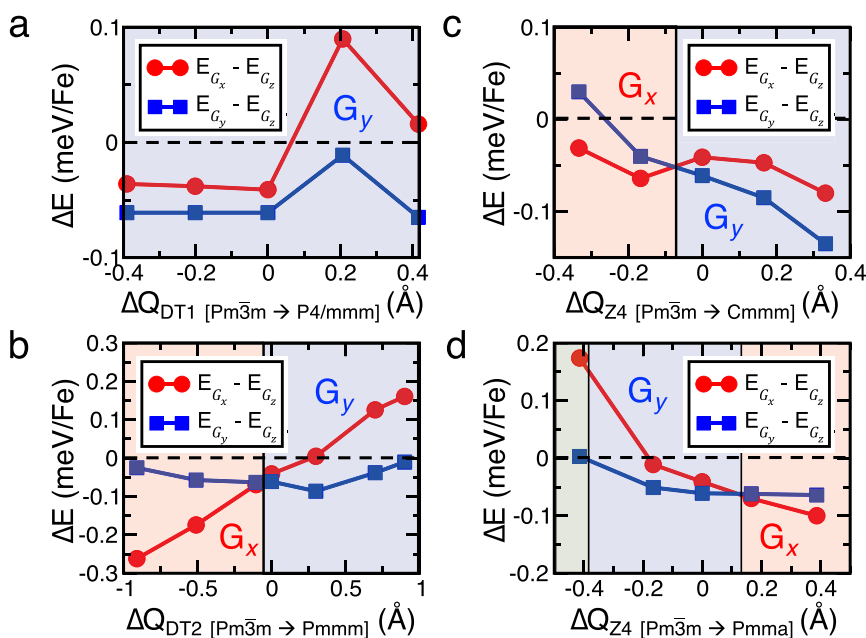 a
ΔE (meV/Fe)
0.1
0
-0.1
E_Gx - E_Gz
E_Gy - E_Gz
G_y
-0.4 -0.2 0 0.2 0.4
ΔQ_DT1 [Pm3̅m → P4/mmm] (Å)
c
ΔE (meV/Fe)
0.1
0
-0.1
G_x
E_Gx - E_Gz
E_Gy - E_Gz
G_y
-0.4 -0.2 0 0.2 0.4
ΔQ_Z4 [Pm3̅m → Cmmm] (Å)
b
ΔE (meV/Fe)
0.3
0.2
0.1
0
-0.1
-0.2
-0.3
E_Gx - E_Gz
E_Gy - E_Gz
G_y
G_x
-1 -0.5 0 0.5 1
ΔQ_DT2 [Pm3̅m → Pmmm] (Å)
d
ΔE (meV/Fe)
0.2
0.1
0
-0.1
-0.2
G_y
E_Gx - E_Gz
E_Gy - E_Gz
G_x
-0.4 -0.2 0 0.2 0.4
ΔQ_Z4 [Pm3̅m → Pmma] (Å)